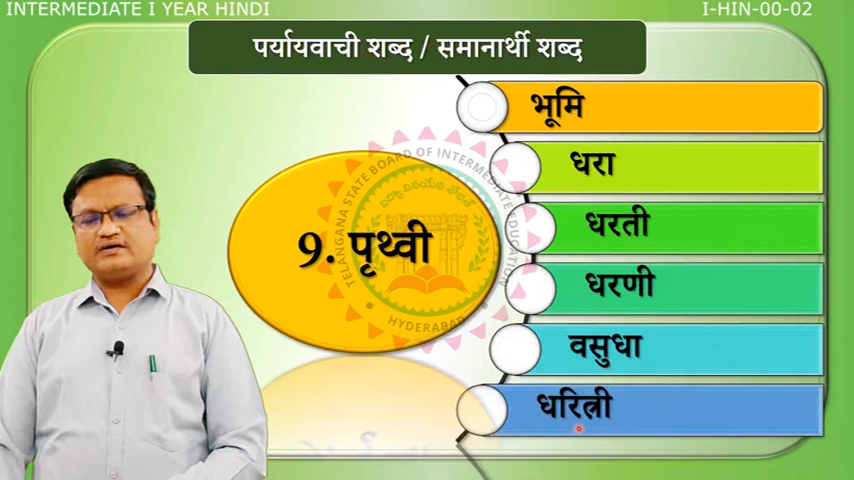 INTERMEDIATE I YEAR HINDI
I-HIN-00-02
पर्यायवाची शब्द / समानार्थी शब्द
9. पृथ्वी
भूमि
धरा
धरती
धरणी
वसुधा
धरित्री
TELANGANA STATE BOARD OF INTERMEDIATE EDUCATION
HYDERABAD